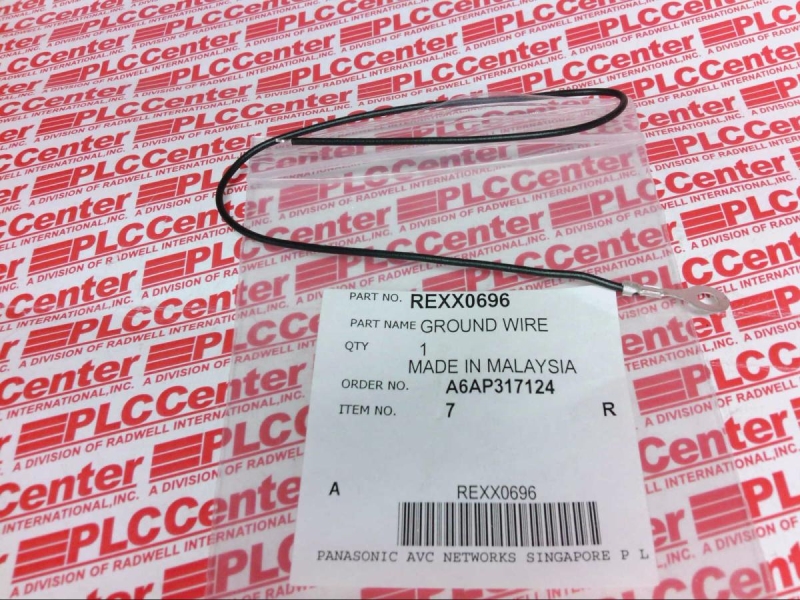 PLCCenter
A DIVISION OF RADWELL INTERNATIONAL, INC.
PART NO. REXX0696
PART NAME GROUND WIRE
QTY 1
MADE IN MALAYSIA
ORDER NO. A6AP317124
ITEM NO. 7 R
A REXX0696
PANASONIC AVC NETWORKS SINGAPORE P L